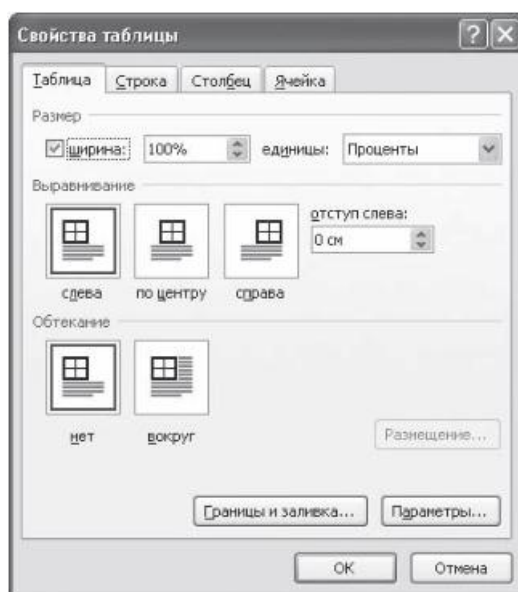 Свойства таблицы
Таблица Строка Столбец Ячейка
Размер
ширина: 100% единицы: Проценты
Выравнивание
отступ слева:
0 см
слева по центру справа
Обтекание
нет вокруг
Размещение...
Границы и заливка... Параметры...
ОК Отмена